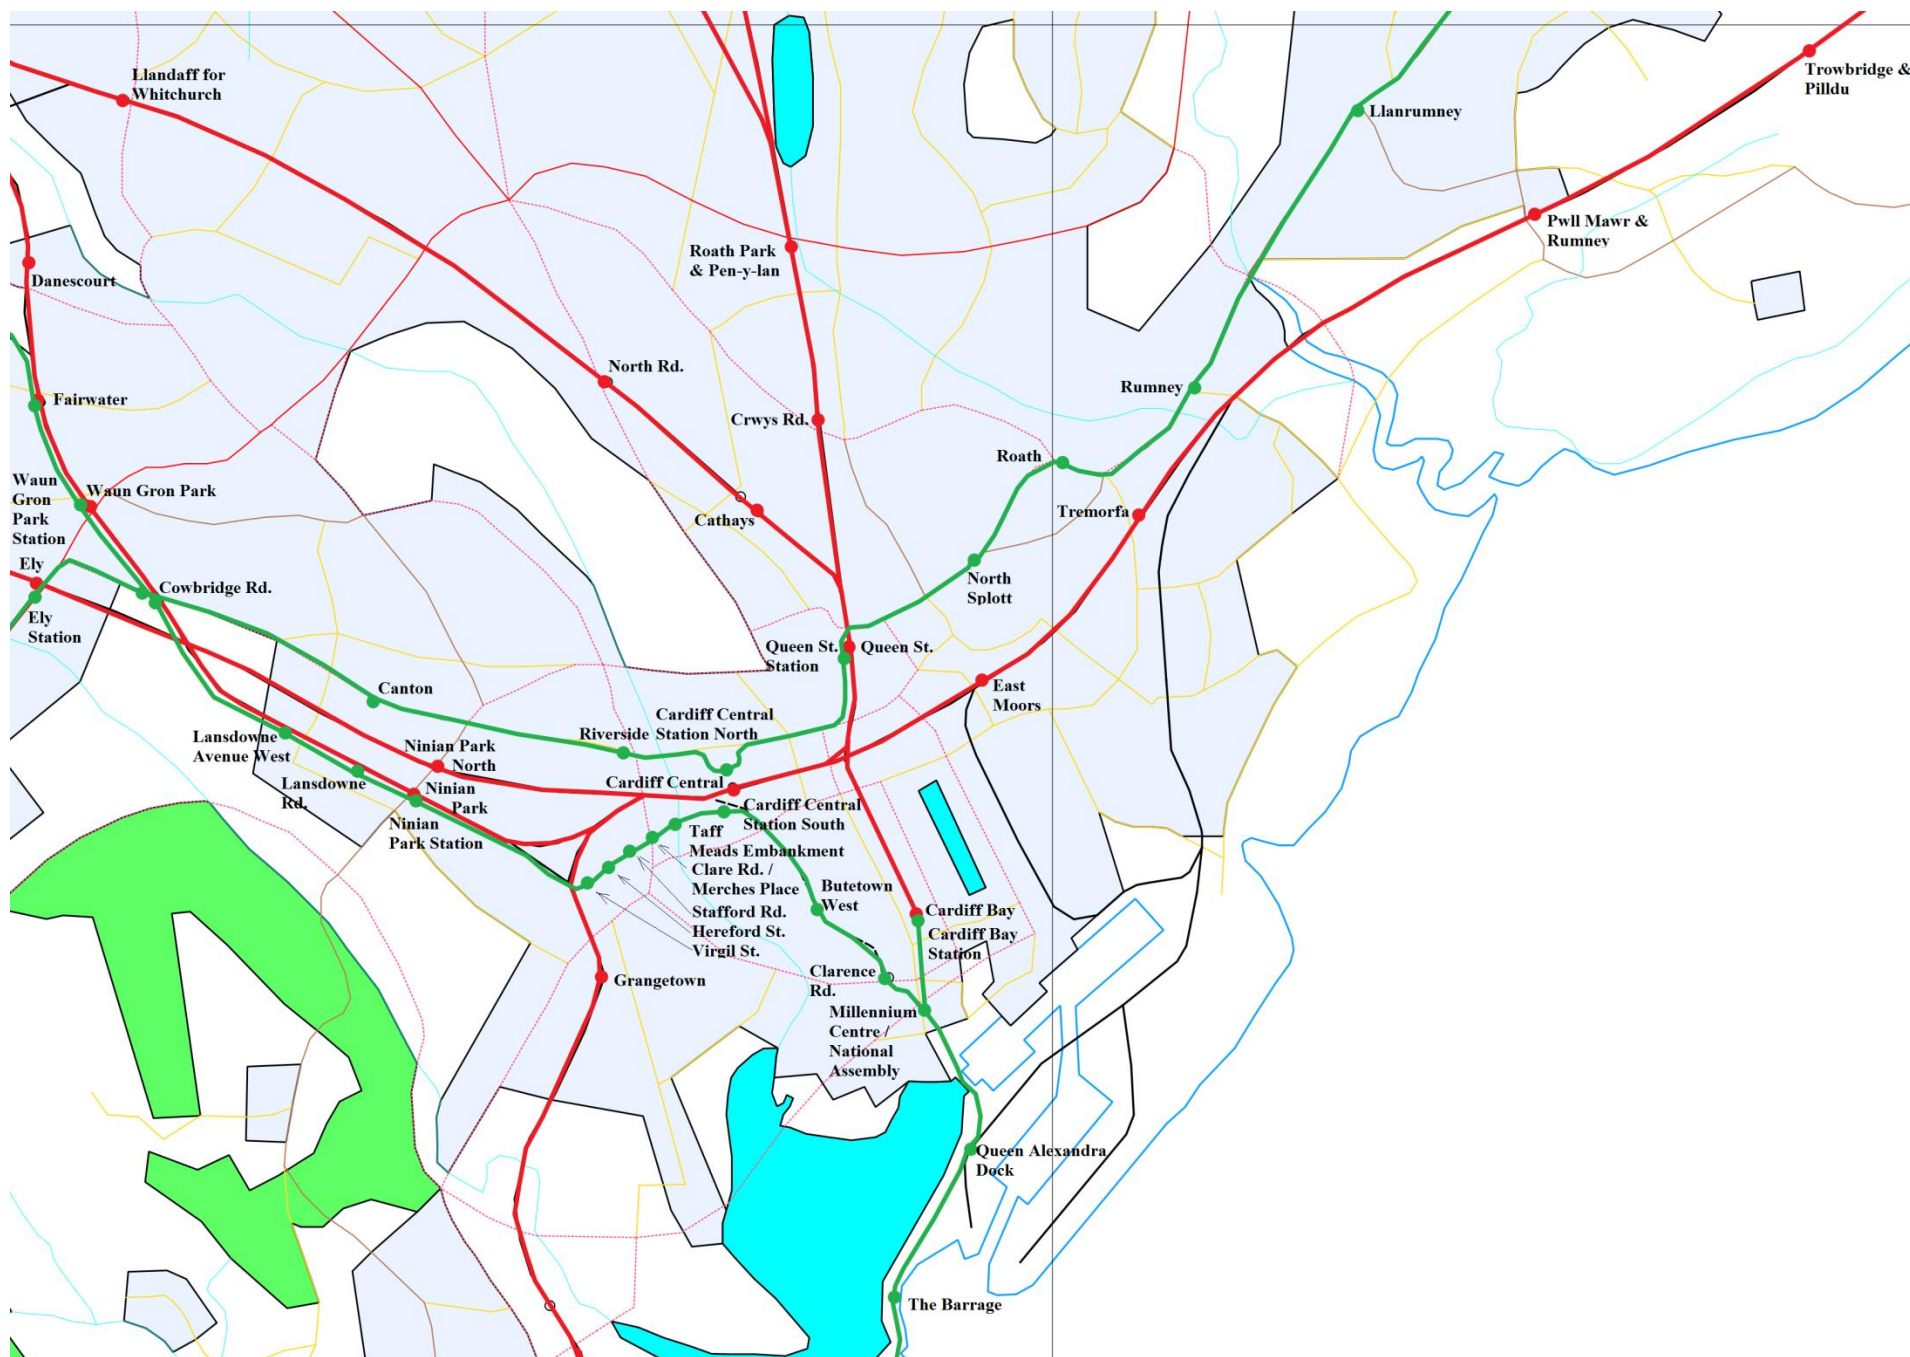 Llandaff for
Whitchurch
Trowbridge &
Pilldu
Llanrumney
Pwll Mawr &
Rumney
Roath Park
& Pen-y-lan
Danescourt
North Rd.
Rumney
Fairwater
Crwys Rd.
Roath
Waun
Gron
Park
Station
Waun Gron Park
Tremorfa
Cathays
Ely
North
Splott
Cowbridge Rd.
Ely
Station
Queen St.
Station
Queen St.
Canton
East
Moors
Cardiff Central
Station North
Riverside
Lansdowne
Avenue West
Ninian Park
North
Lansdowne
Rd.
Cardiff Central
Ninian
Park
Cardiff Central
Station South
Ninian
Park Station
Taff
Meads Embankment
Clare Rd. /
Merches Place
Stafford Rd.
Hereford St.
Virgil St.
Butetown
West
Cardiff Bay
Cardiff Bay
Station
Clarence
Rd.
Grangetown
Millennium
Centre /
National
Assembly
Queen Alexandra
Dock
The Barrage